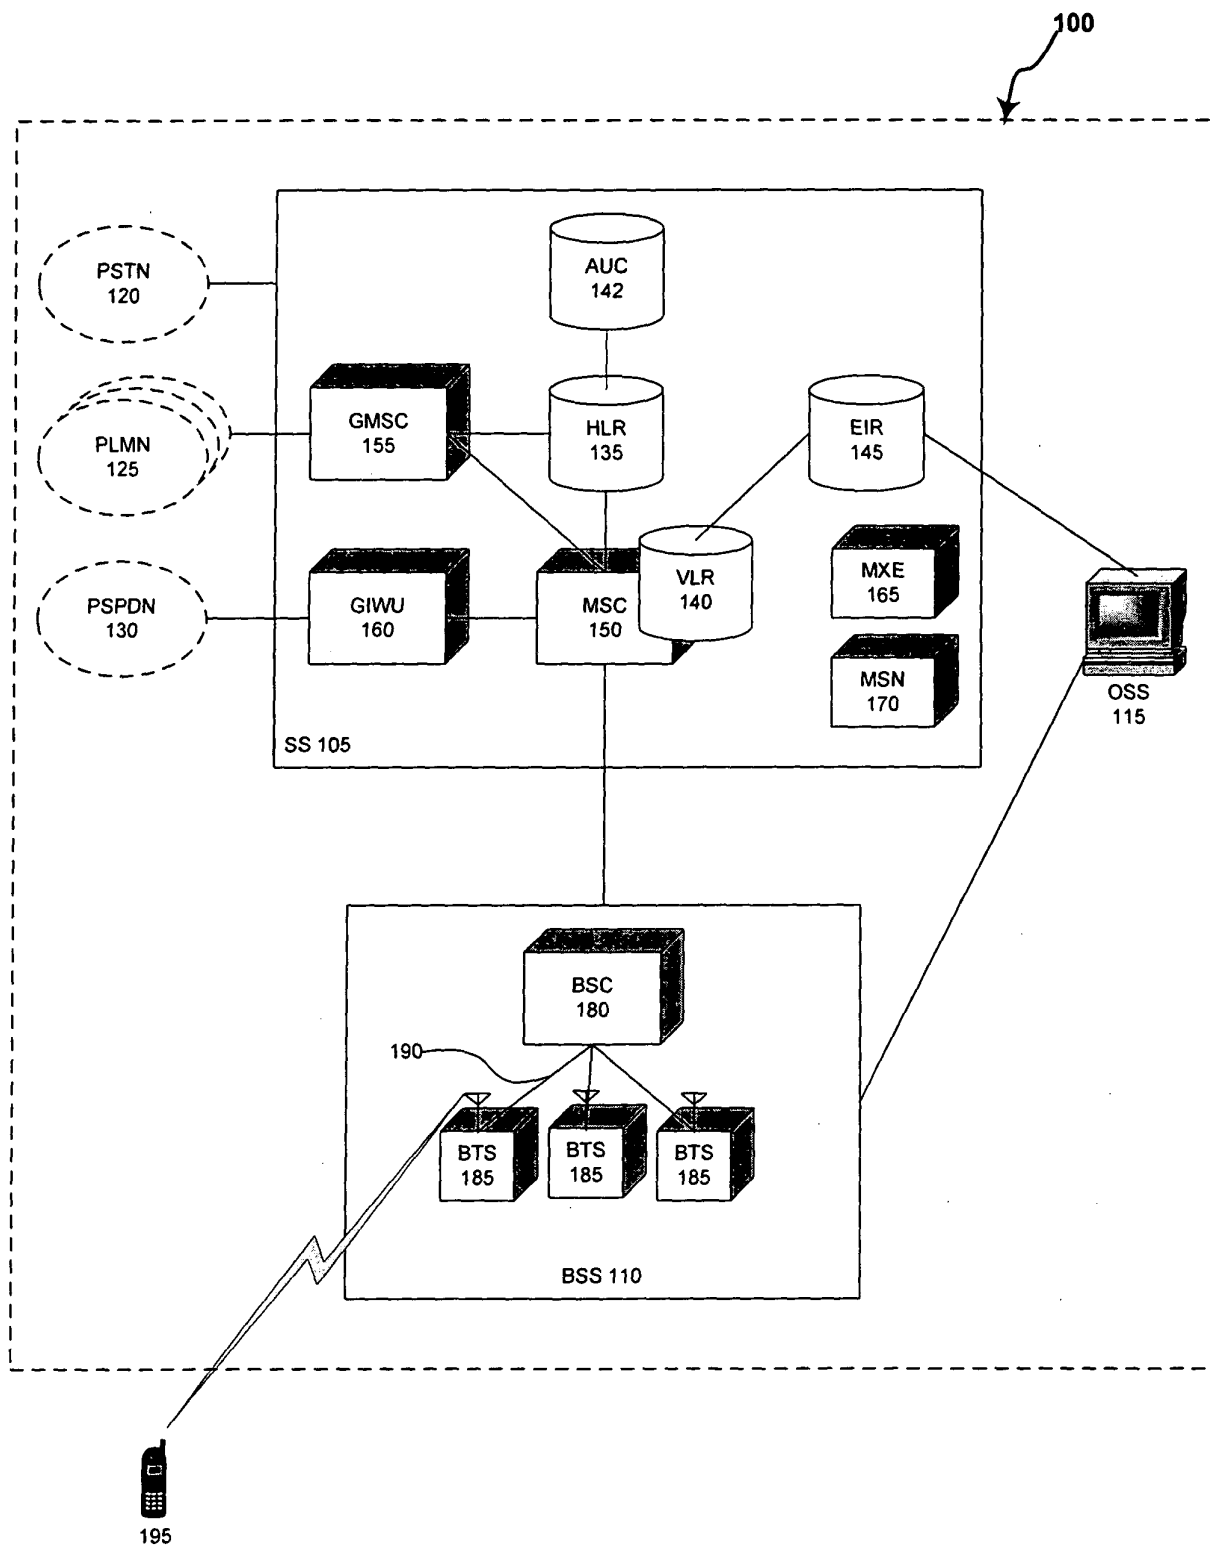 100
PSTN
120
AUC
142
PLMN
125
GMSC
155
HLR
135
EIR
145
PSPDN
130
GIWU
160
MSC
150
VLR
140
MXE
165
MSN
170
OSS
115
SS 105
BSC
180
190
BTS
185
BTS
185
BTS
185
BSS 110
195